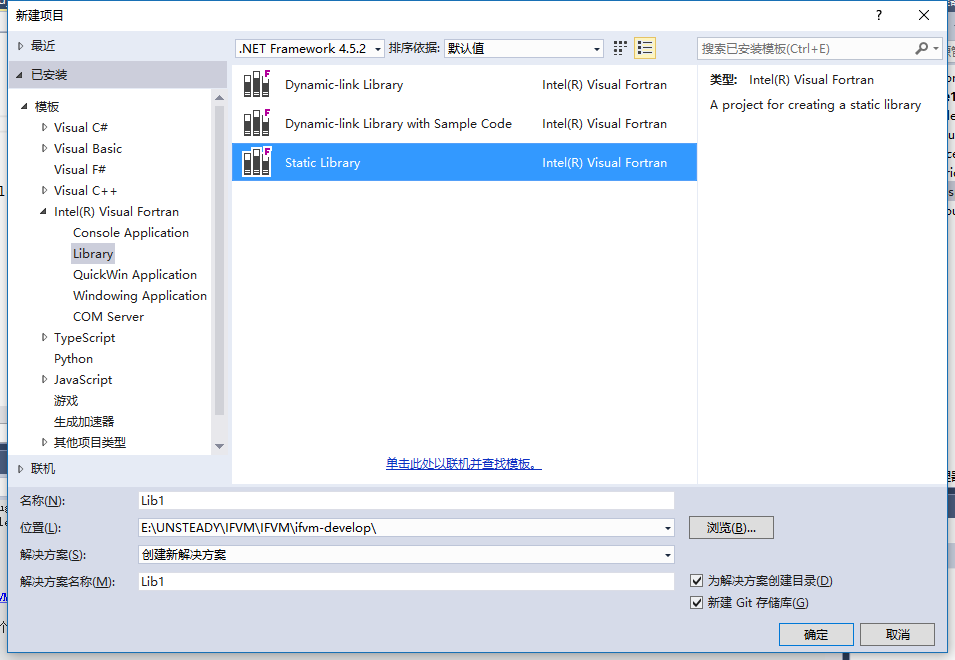 新建项目
?
最近
.NET Framework 4.5.2
排序依据:
默认值
搜索已安装模板(Ctrl+E)
已安装
模板
Visual C#
Visual Basic
Visual F#
Visual C++
Intel(R) Visual Fortran
Console Application
Library
QuickWin Application
Windowing Application
COM Server
TypeScript
Python
JavaScript
游戏
生成加速器
其他项目类型
联机
Dynamic-link Library Intel(R) Visual Fortran
Dynamic-link Library with Sample Code Intel(R) Visual Fortran
Static Library Intel(R) Visual Fortran
单击此处以联机并查找模板。
类型: Intel(R) Visual Fortran
A project for creating a static library
名称(N): Lib1
位置(L): E:\UNSTEADY\IFVM\IFVM\ifvm-develop\
浏览(B)...
解决方案(S): 创建新解决方案
解决方案名称(M): Lib1
为解决方案创建目录(D)
新建 Git 存储库(G)
确定
取消